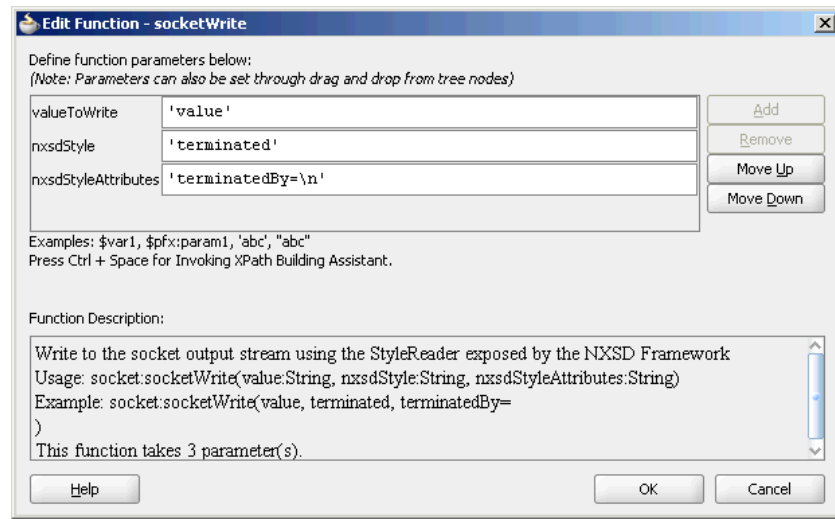 Edit Function - socketWrite
Define function parameters below:
(Note: Parameters can also be set through drag and drop from tree nodes)
valueToWrite 'value'
nxsdStyle 'terminated'
nxsdStyleAttributes 'terminatedBy=\n'
Add
Remove
Move Up
Move Down
Examples: $var1, $pfx:param1, 'abc', "abc"
Press Ctrl + Space for Invoking XPath Building Assistant.
Function Description:
Write to the socket output stream using the StyleReader exposed by the NXSD Framework
Usage: socket:socketWrite(value:String, nxsdStyle:String, nxsdStyleAttributes:String)
Example: socket:socketWrite(value, terminated, terminatedBy=
)
This function takes 3 parameter(s).
Help OK Cancel